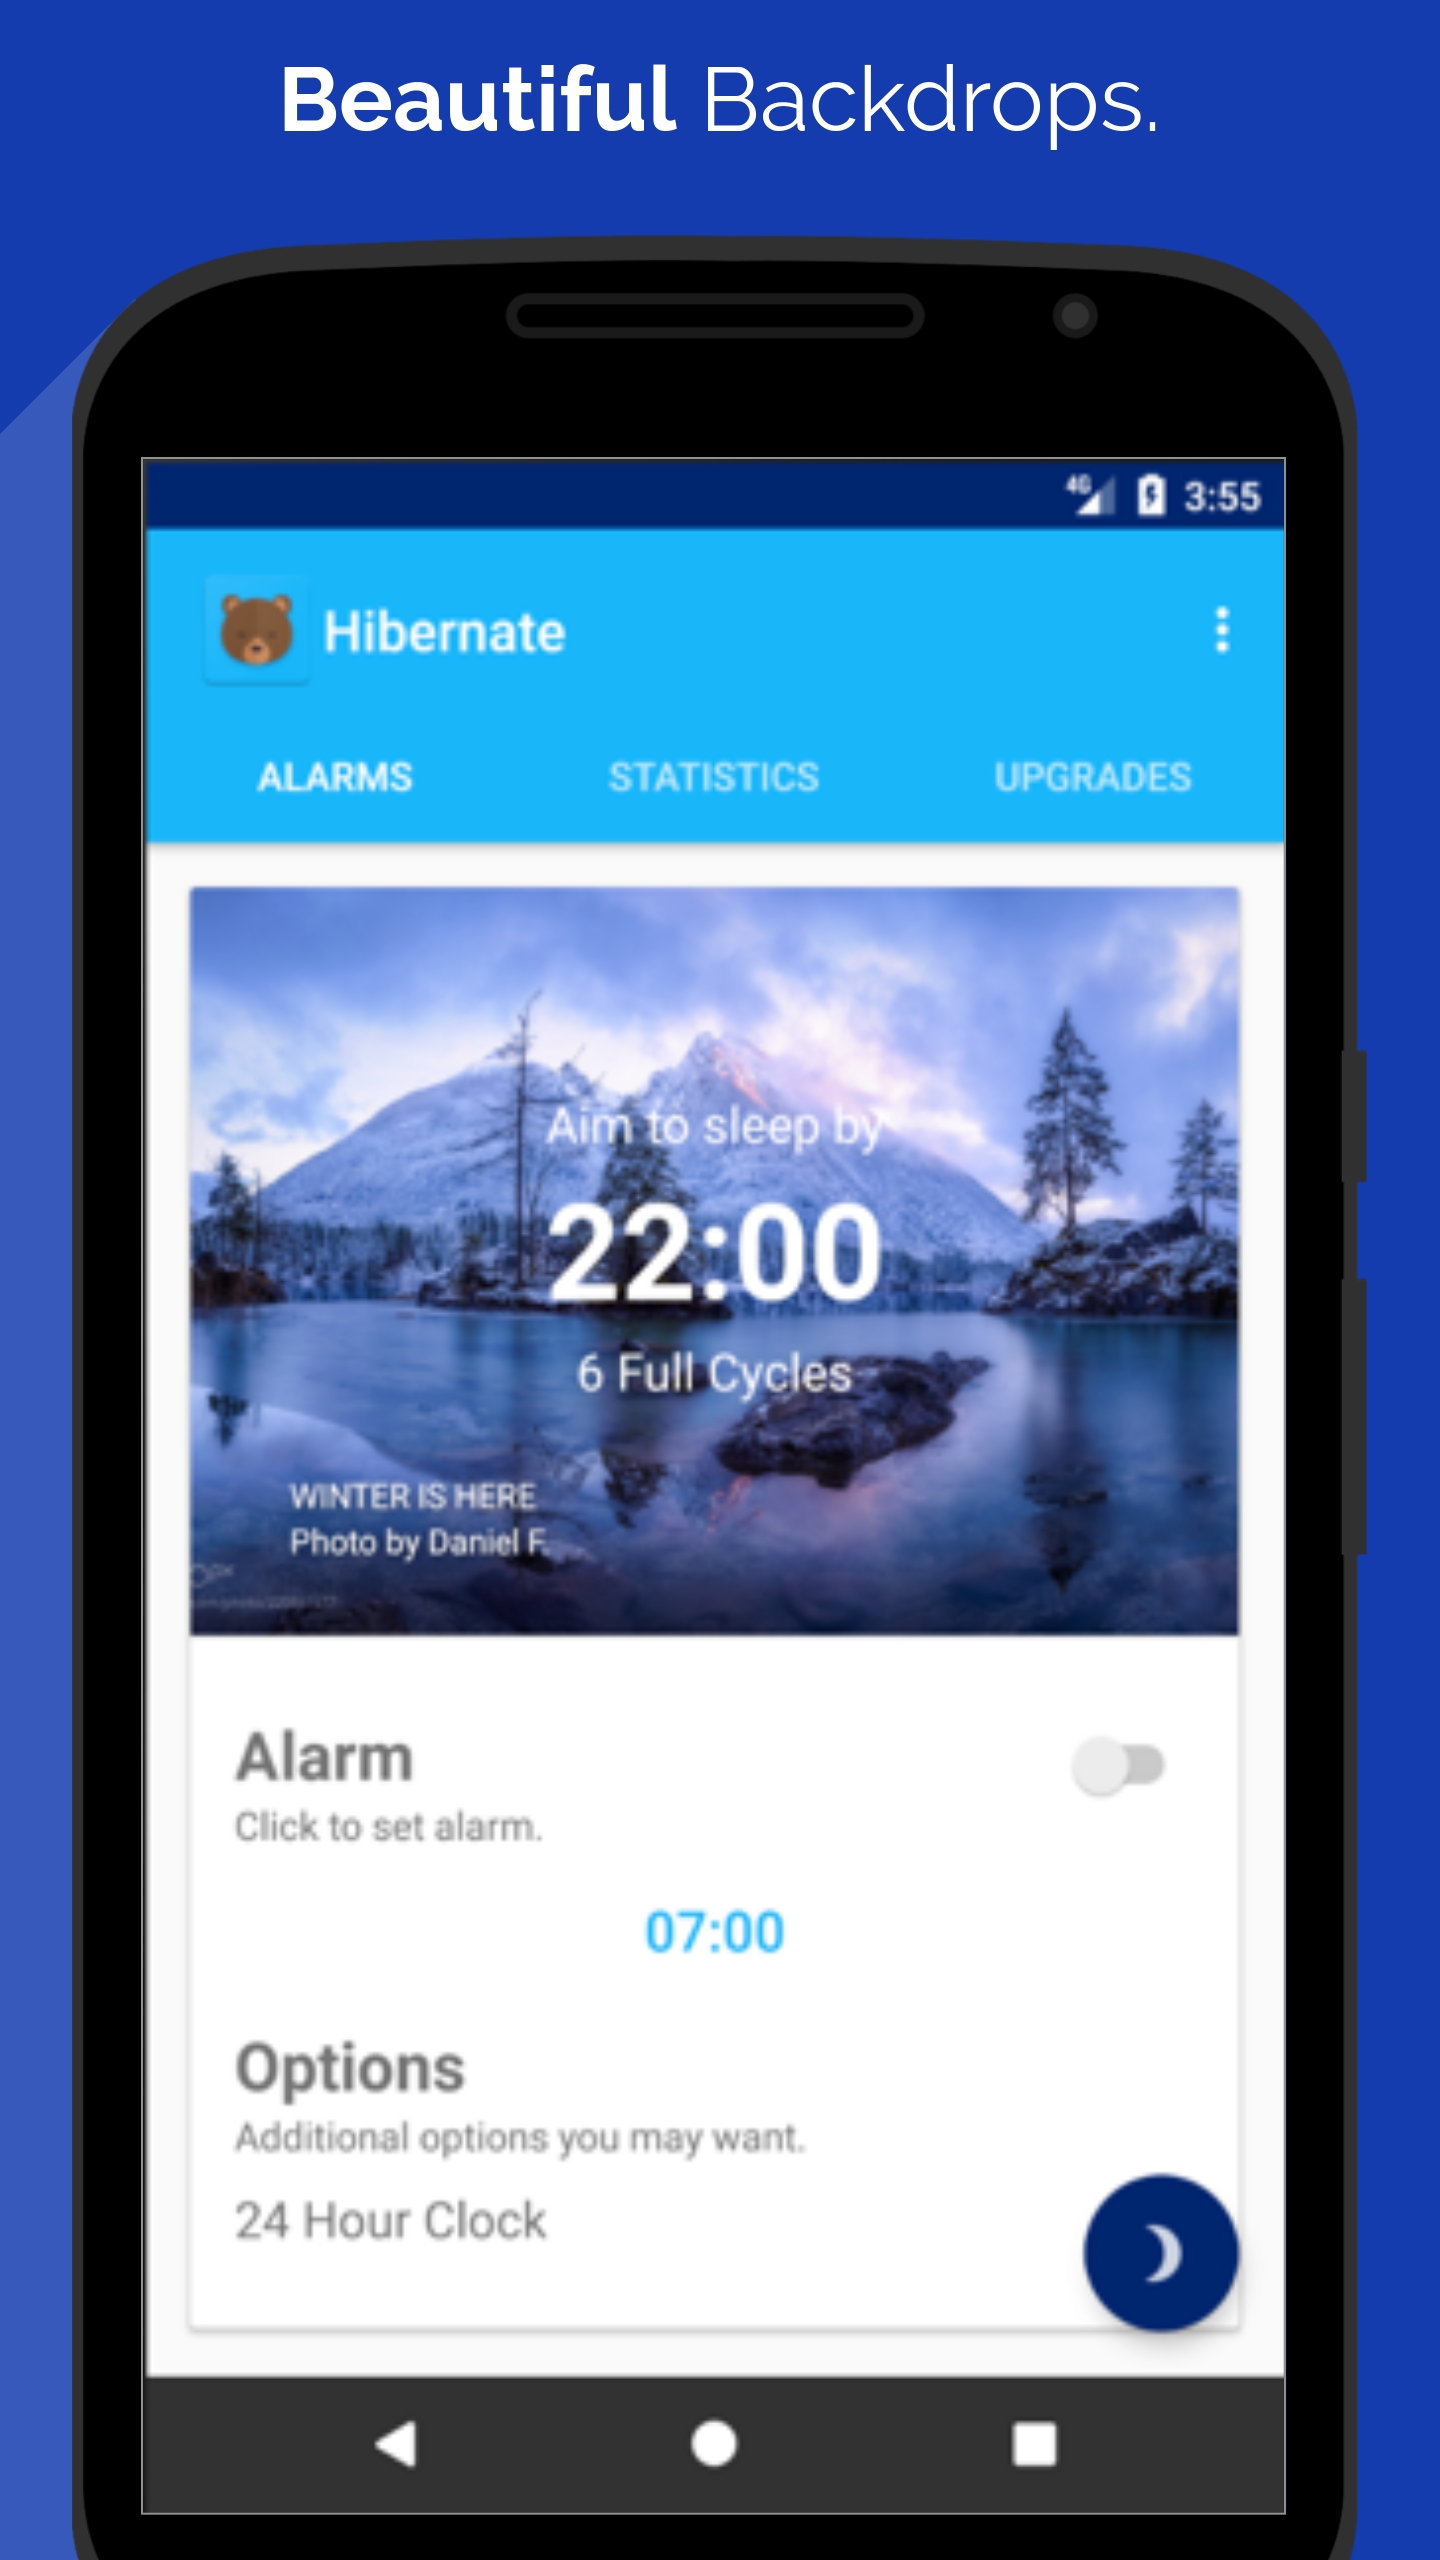 Beautiful Backdrops.
4G 3:55
Hibernate
ALARMS STATISTICS UPGRADES
Aim to sleep by
22:00
6 Full Cycles
WINTER IS HERE
Photo by Daniel F.
Alarm
Click to set alarm.
07:00
Options
Additional options you may want.
24 Hour Clock